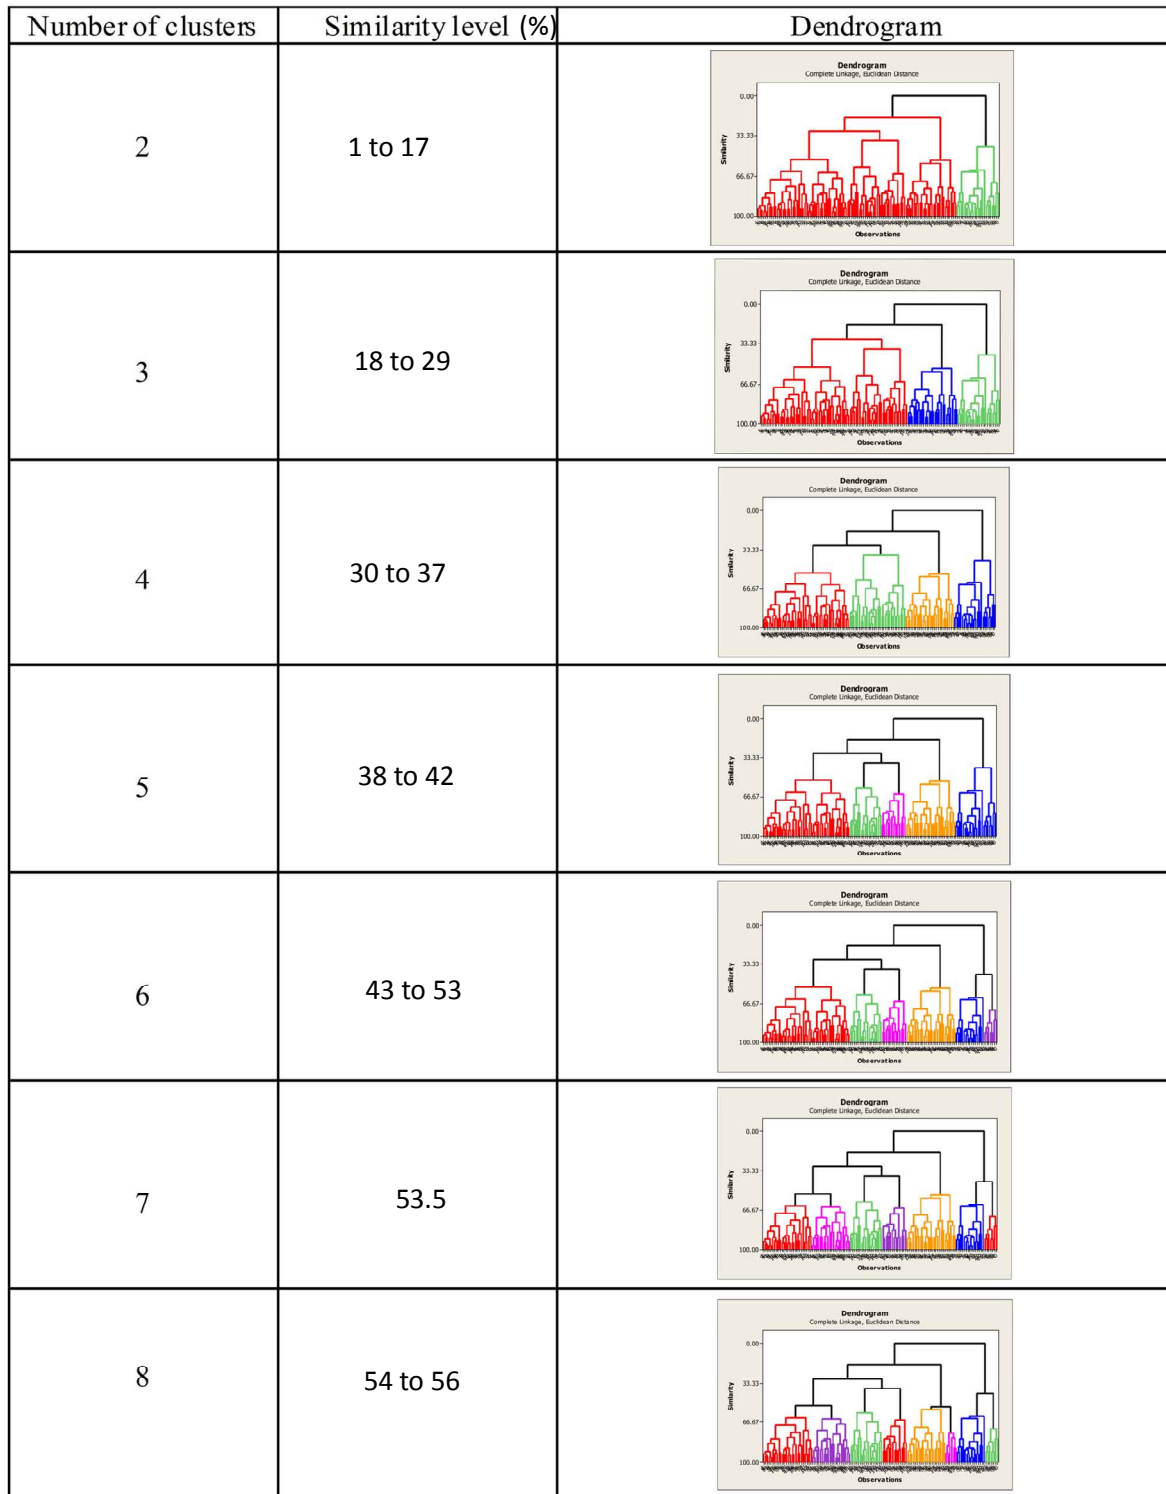 Number of clusters Similarity level (%) Dendrogram
2 1 to 17
Dendrogram
Complete Linkage, Euclidean Distance
0.00
33.33
66.67
100.00
Similarity
Observations
3 18 to 29
Dendrogram
Complete Linkage, Euclidean Distance
0.00
33.33
66.67
100.00
Similarity
Observations
4 30 to 37
Dendrogram
Complete Linkage, Euclidean Distance
0.00
33.33
66.67
100.00
Similarity
Observations
5 38 to 42
Dendrogram
Complete Linkage, Euclidean Distance
0.00
33.33
66.67
100.00
Similarity
Observations
6 43 to 53
Dendrogram
Complete Linkage, Euclidean Distance
0.00
33.33
66.67
100.00
Similarity
Observations
7 53.5
Dendrogram
Complete Linkage, Euclidean Distance
0.00
33.33
66.67
100.00
Similarity
Observations
8 54 to 56
Dendrogram
Complete Linkage, Euclidean Distance
0.00
33.33
66.67
100.00
Similarity
Observations